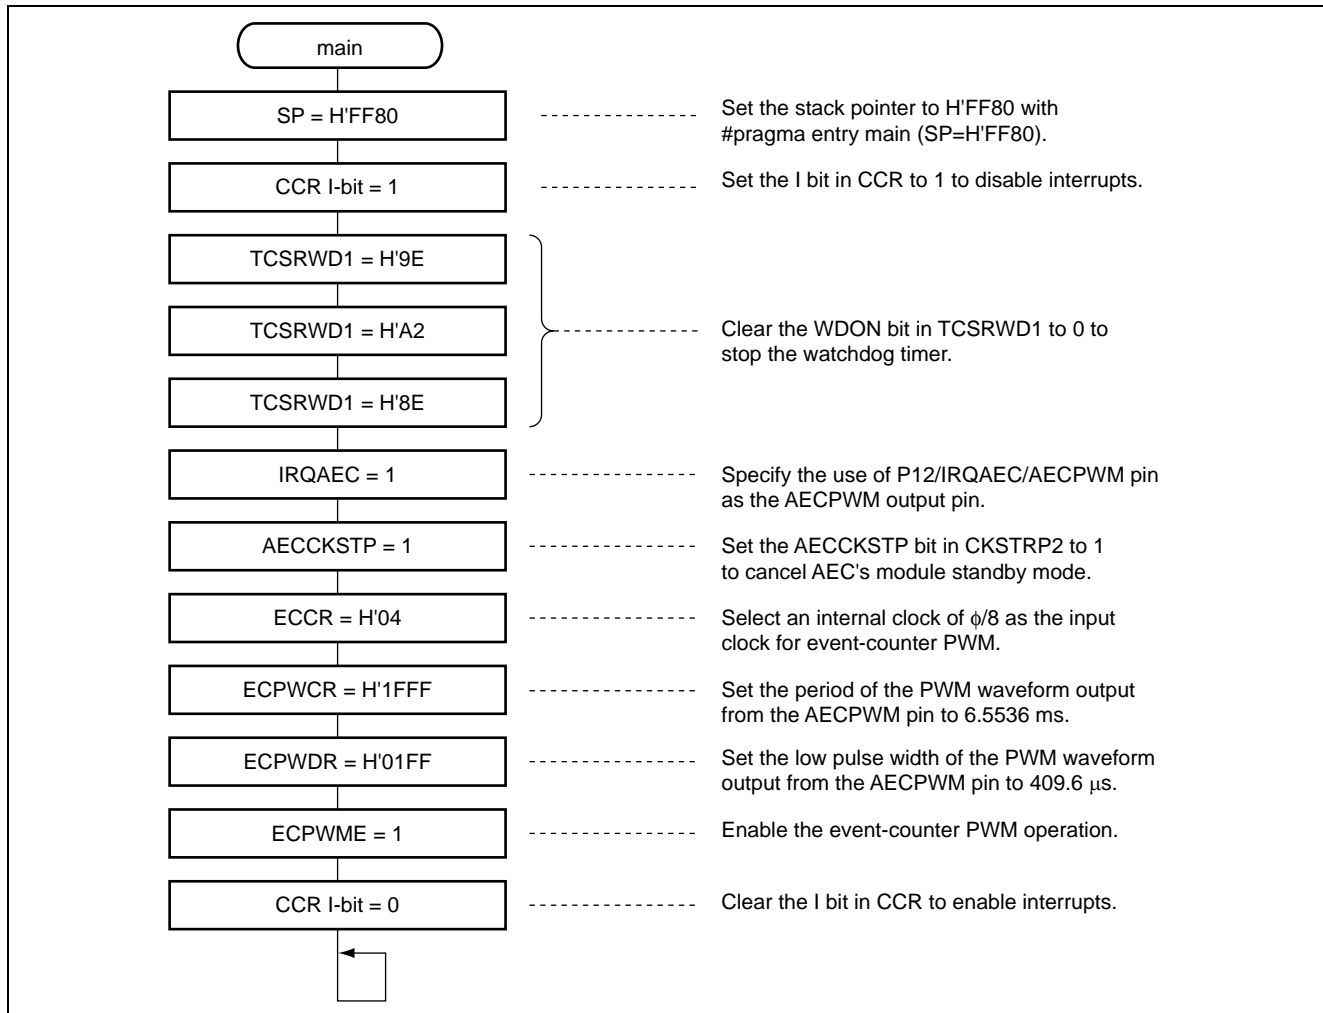 main
SP = H'FF80
Set the stack pointer to H'FF80 with
#pragma entry main (SP=H'FF80).
CCR I-bit = 1
Set the I bit in CCR to 1 to disable interrupts.
TCSRWD1 = H'9E
TCSRWD1 = H'A2
TCSRWD1 = H'8E
Clear the WDON bit in TCSRWD1 to 0 to
stop the watchdog timer.
IRQAEC = 1
Specify the use of P12/IRQAEC/AECPWM pin
as the AECPWM output pin.
AECCKSTP = 1
Set the AECCKSTP bit in CKSTRP2 to 1
to cancel AEC's module standby mode.
ECCR = H'04
Select an internal clock of ϕ/8 as the input
clock for event-counter PWM.
ECPWCR = H'1FFF
Set the period of the PWM waveform output
from the AECPWM pin to 6.5536 ms.
ECPWDR = H'01FF
Set the low pulse width of the PWM waveform
output from the AECPWM pin to 409.6 μs.
ECPWME = 1
Enable the event-counter PWM operation.
CCR I-bit = 0
Clear the I bit in CCR to enable interrupts.